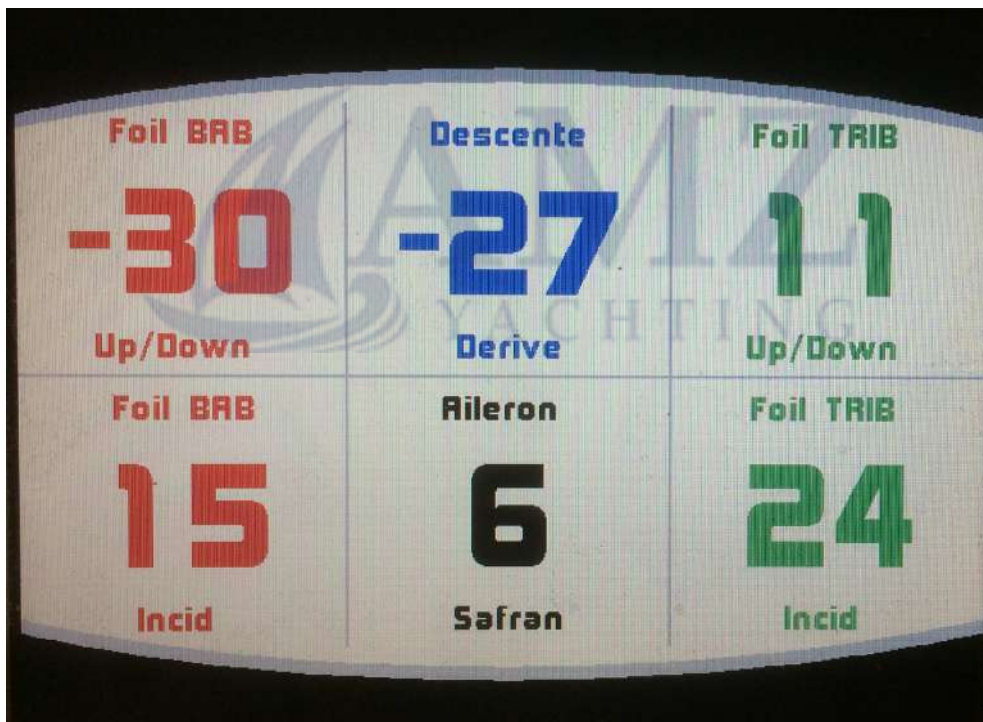 Foil BAB
-30
Up/Down
Descente
-27
Derive
Foil TRIB
11
Up/Down
Foil BAB
15
Incid
Aileron
6
Safran
Foil TRIB
24
Incid
AMZ
YACHTING